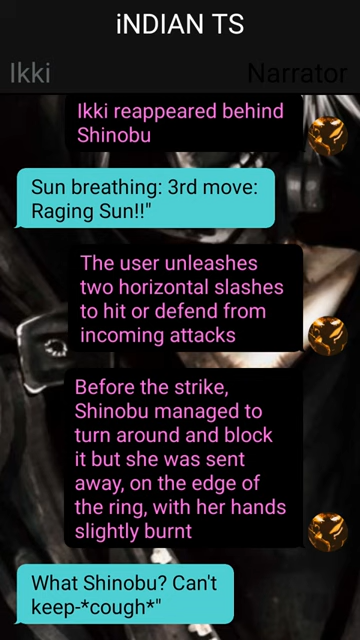 iNDIAN TS
Ikki
Narrator
Ikki reappeared behind
Shinobu
Sun breathing: 3rd move:
Raging Sun!!"
The user unleashes
two horizontal slashes
to hit or defend from
incoming attacks
Before the strike,
Shinobu managed to
turn around and block
it but she was sent
away, on the edge of
the ring, with her hands
slightly burnt
What Shinobu? Can't
keep-*cough*"